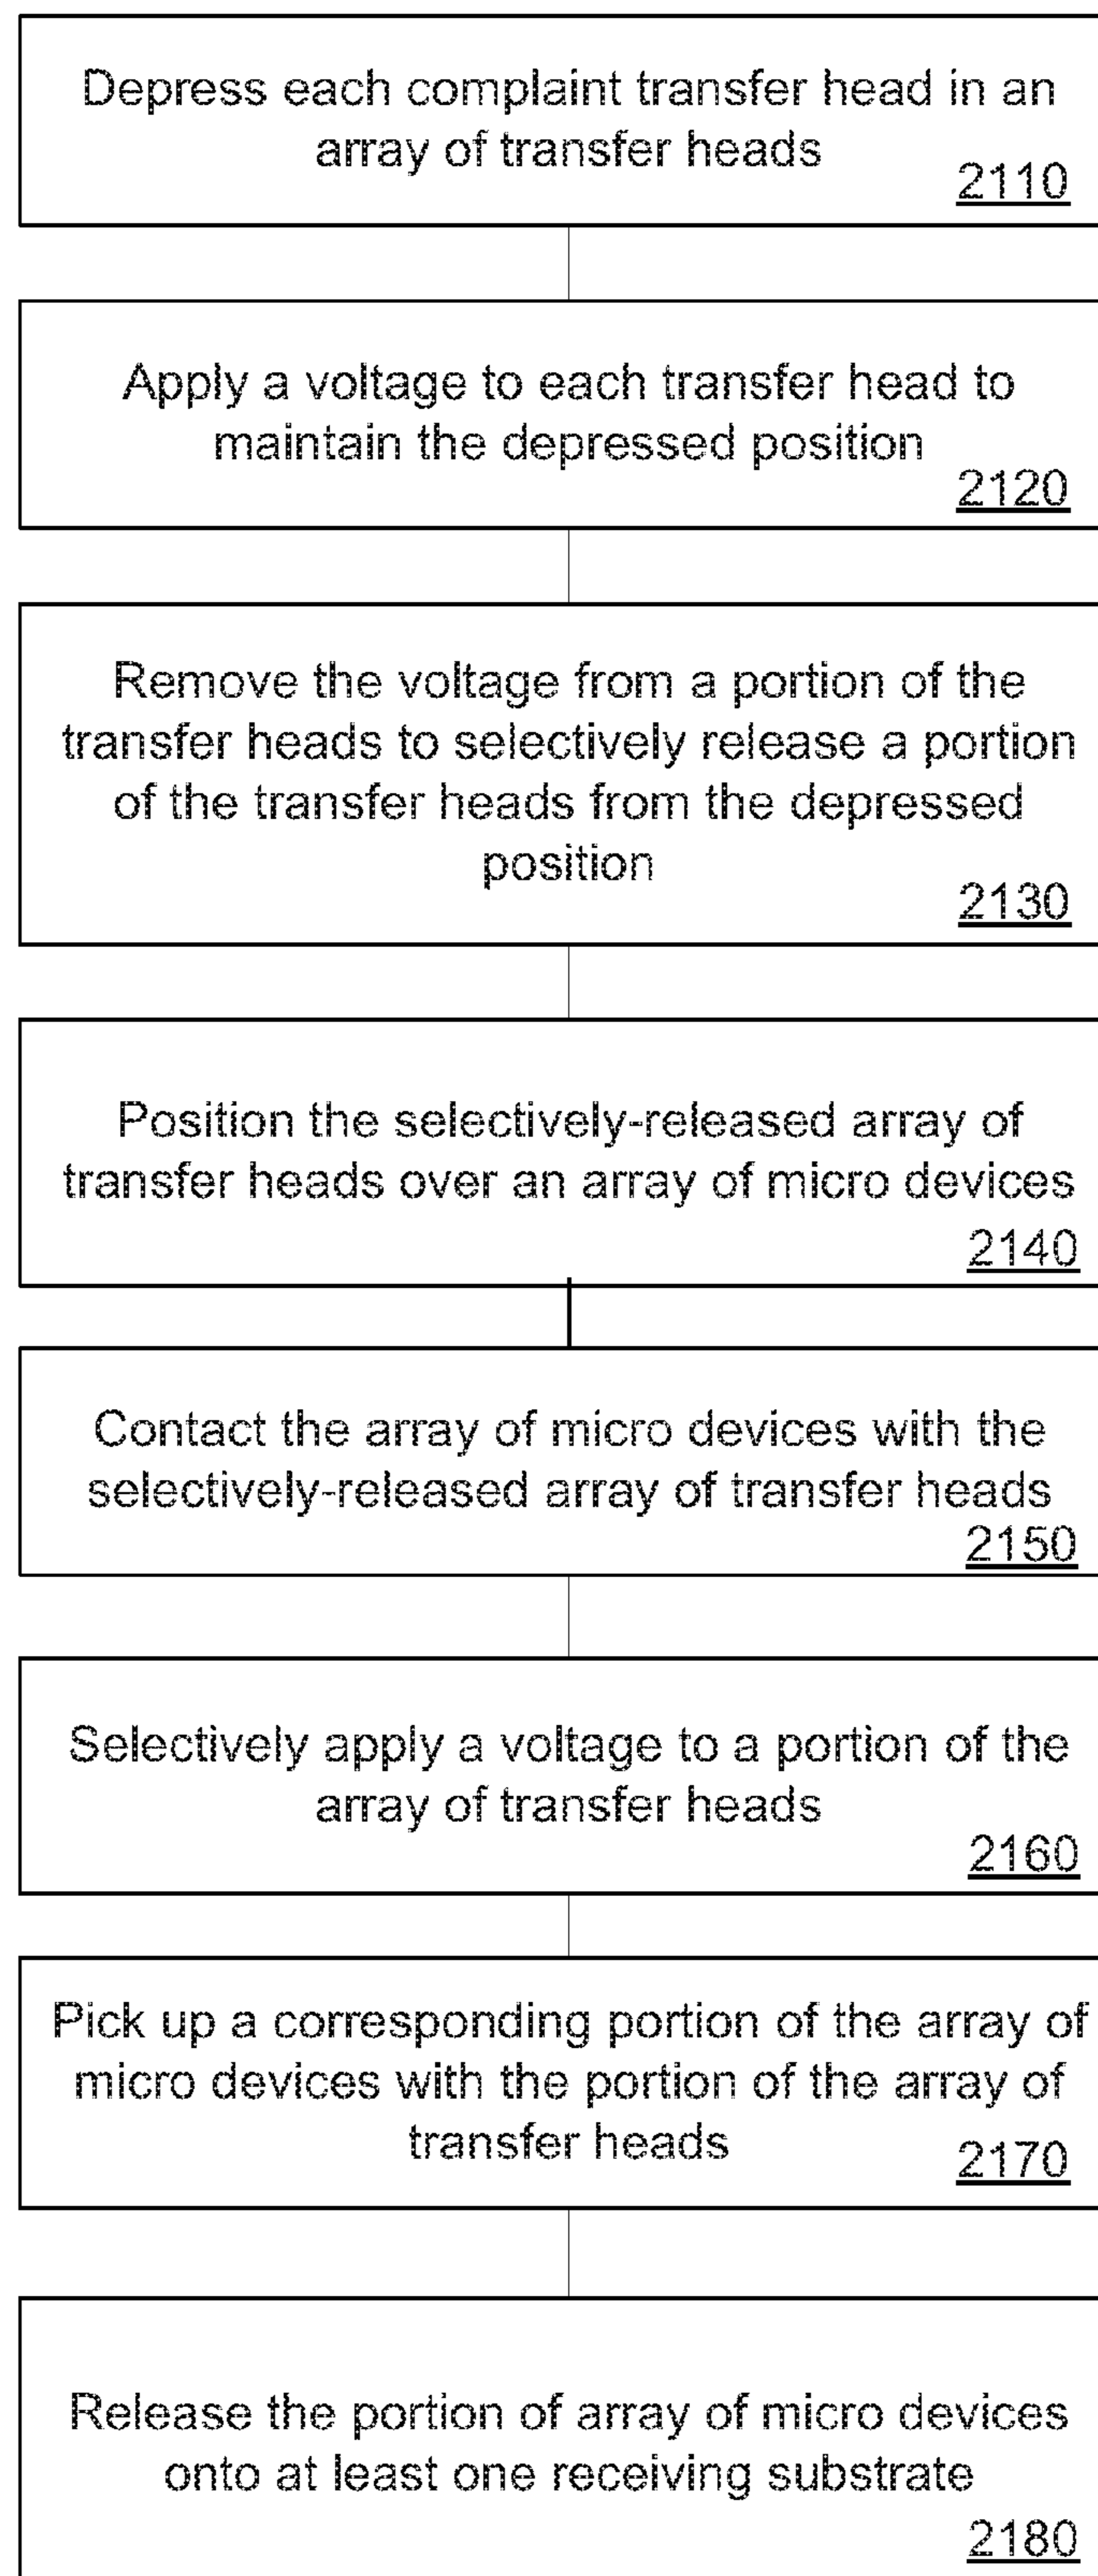 Depress each complaint transfer head in an
array of transfer heads
2110
Apply a voltage to each transfer head to
maintain the depressed position
2120
Remove the voltage from a portion of the
transfer heads to selectively release a portion
of the transfer heads from the depressed
position
2130
Position the selectively-released array of
transfer heads over an array of micro devices
2140
Contact the array of micro devices with the
selectively-released array of transfer heads
2150
Selectively apply a voltage to a portion of the
array of transfer heads
2160
Pick up a corresponding portion of the array of
micro devices with the portion of the array of
transfer heads
2170
Release the portion of array of micro devices
onto at least one receiving substrate
2180